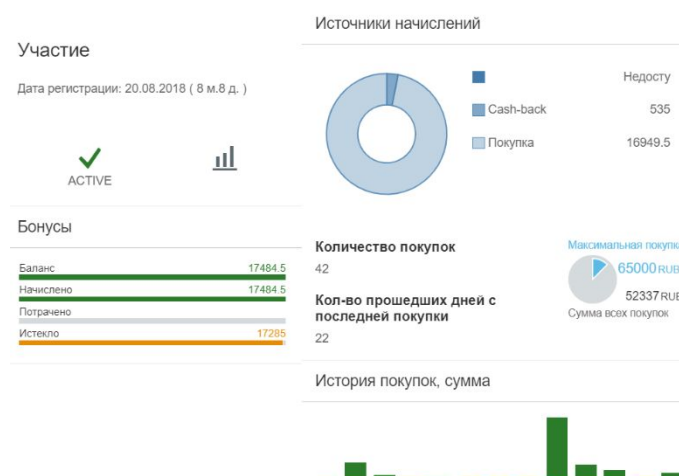 Участие
Дата регистрации: 20.08.2018 ( 8 м.8 д. )
ACTIVE
Бонусы
Баланс 17484.5
Начислено 17484.5
Потрачено
Истекло 17285
Источники начислений
Недосту
Cash-back 535
Покупка 16949.5
Количество покупок
42
Кол-во прошедших дней с
последней покупки
22
Максимальная покупка
65000 RUB
52337 RUB
Сумма всех покупок
История покупок, сумма